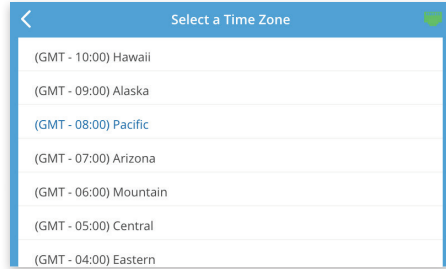 Select a Time Zone
(GMT - 10:00) Hawaii
(GMT - 09:00) Alaska
(GMT - 08:00) Pacific
(GMT - 07:00) Arizona
(GMT - 06:00) Mountain
(GMT - 05:00) Central
(GMT - 04:00) Eastern